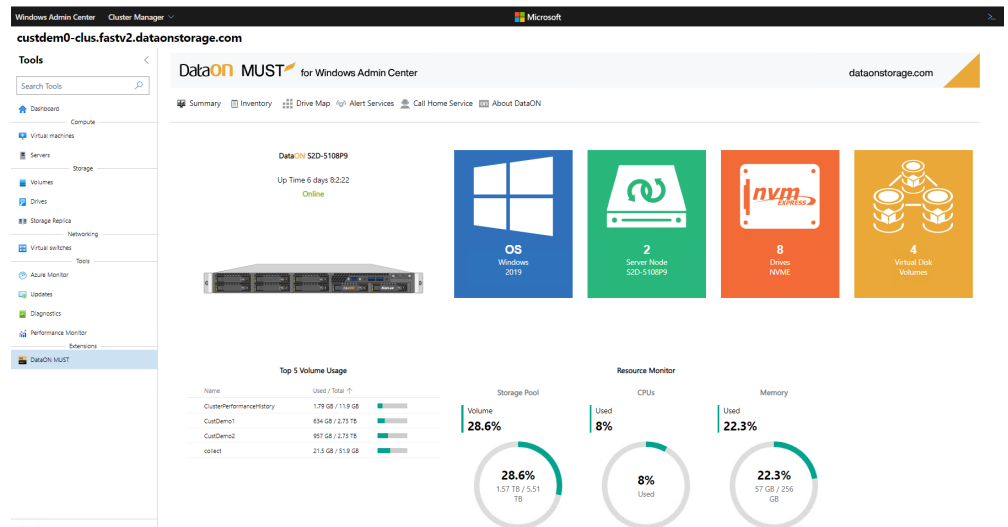 Windows Admin Center Cluster Manager
Microsoft
custdem0-clus.fastv2.dataonstorage.com
Tools
Search Tools
Dashboard
Compute
Virtual machines
Servers
Storage
Volumes
Drives
Storage Replica
Networking
Virtual switches
Tools
Azure Monitor
Updates
Diagnostics
Performance Monitor
Extensions
DataON MUST
DataON MUST for Windows Admin Center
dataonstorage.com
Summary Inventory Drive Map Alert Services Call Home Service About DataON
DataON S2D-5108P9
Up Time 6 days 8:2:22
Online
OS
Windows
2019
2
Server Node
S2D-5108P9
nvm
EXPRESS
8
Drives
NVME
4
Virtual Disk
Volumes
Top 5 Volume Usage
Name Used / Total ↑
ClusterPerformanceHistory 1.79 GB / 11.9 GB
CustDemo1 634 GB / 2.73 TB
CustDemo2 957 GB / 2.73 TB
collect 21.5 GB / 51.9 GB
Resource Monitor
Storage Pool
Volume
28.6%
28.6%
1.57 TB / 5.51
TB
CPUs
Used
8%
8%
Used
Memory
Used
22.3%
22.3%
57 GB / 256
GB